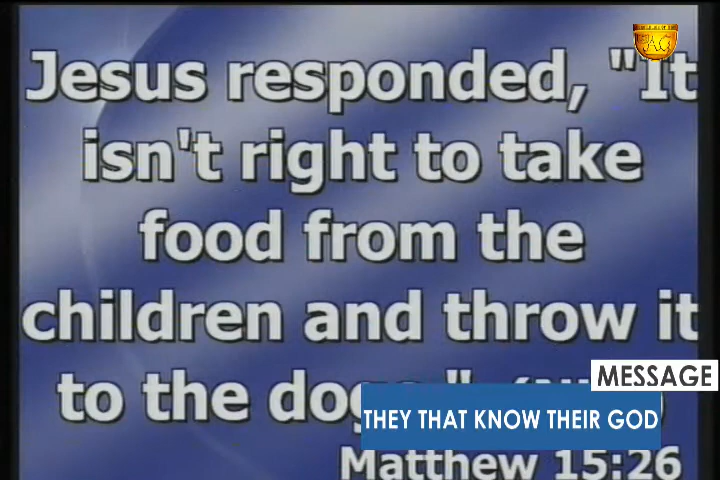 Jesus responded, "It
isn't right to take
food from the
children and throw it
to the
MESSAGE
THEY THAT KNOW THEIR GOD
Matthew 15:26